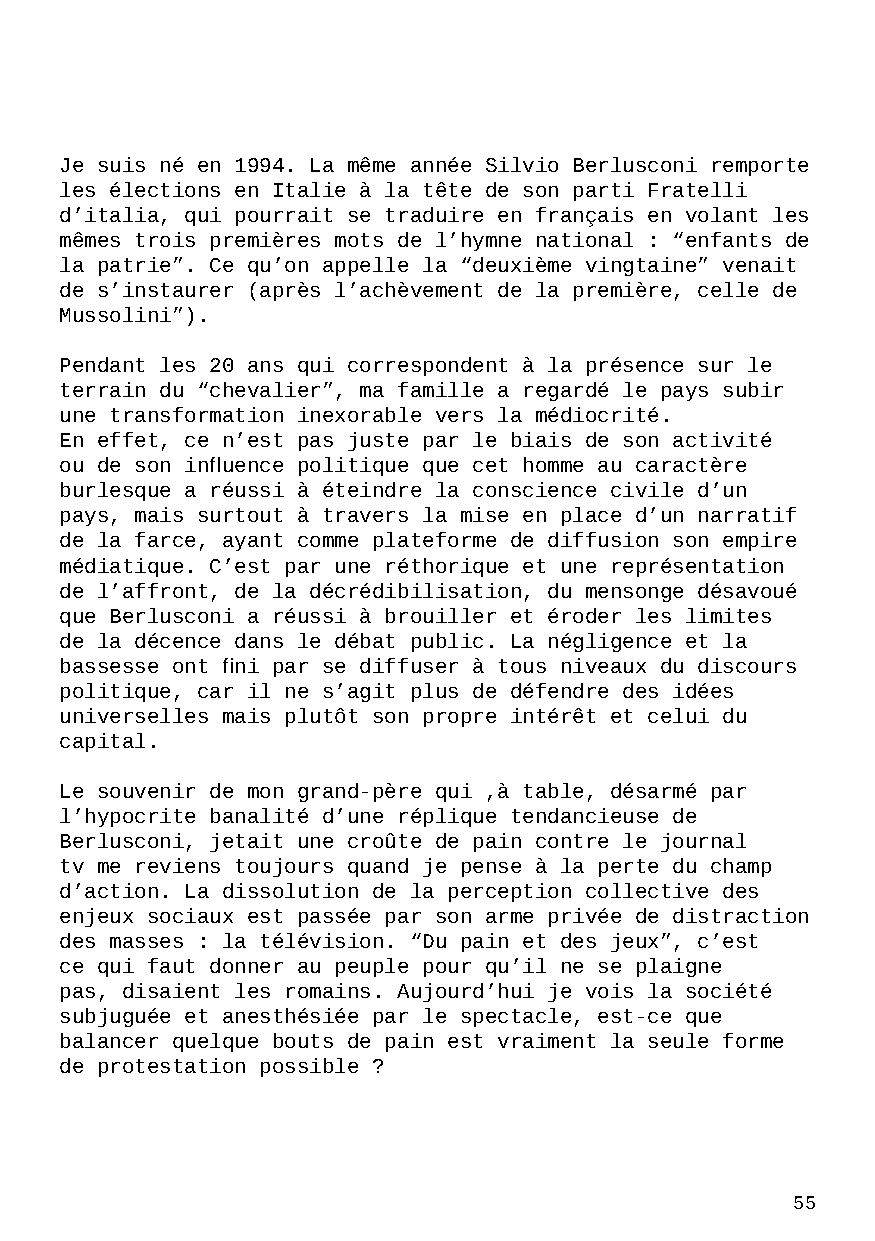 Je suis né en 1994. La même année Silvio Berlusconi remporte
les élections en Italie à la tête de son parti Fratelli
d’italia, qui pourrait se traduire en français en volant les
mêmes trois premières mots de l’hymne national : “enfants de
la patrie”. Ce qu’on appelle la “deuxième vingtaine” venait
de s’instaurer (après l’achèvement de la première, celle de
Mussolini”).

Pendant les 20 ans qui correspondent à la présence sur le
terrain du “chevalier”, ma famille a regardé le pays subir
une transformation inexorable vers la médiocrité.
En effet, ce n’est pas juste par le biais de son activité
ou de son influence politique que cet homme au caractère
burlesque a réussi à éteindre la conscience civile d’un
pays, mais surtout à travers la mise en place d’un narratif
de la farce, ayant comme plateforme de diffusion son empire
médiatique. C’est par une réthorique et une représentation
de l’affront, de la décrédibilisation, du mensonge désavoué
que Berlusconi a réussi à brouiller et éroder les limites
de la décence dans le débat public. La négligence et la
bassesse ont fini par se diffuser à tous niveaux du discours
politique, car il ne s’agit plus de défendre des idées
universelles mais plutôt son propre intérêt et celui du
capital.

Le souvenir de mon grand-père qui ,à table, désarmé par
l’hypocrite banalité d’une réplique tendancieuse de
Berlusconi, jetait une croûte de pain contre le journal
tv me reviens toujours quand je pense à la perte du champ
d’action. La dissolution de la perception collective des
enjeux sociaux est passée par son arme privée de distraction
des masses : la télévision. “Du pain et des jeux”, c’est
ce qui faut donner au peuple pour qu’il ne se plaigne
pas, disaient les romains. Aujourd’hui je vois la société
subjuguée et anesthésiée par le spectacle, est-ce que
balancer quelque bouts de pain est vraiment la seule forme
de protestation possible ?

55